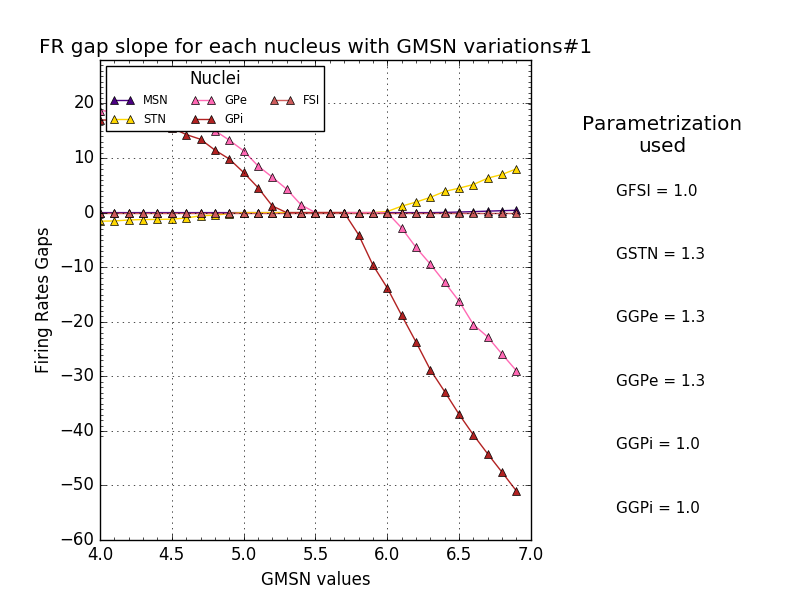 FR gap slope for each nucleus with GMSN variations#1
Nuclei
MSN GPe FSI
STN GPi
20
10
0
−10
−20
−30
−40
−50
−60
Firing Rates Gaps
4.0 4.5 5.0 5.5 6.0 6.5 7.0
GMSN values
Parametrization
used
GFSI = 1.0
GSTN = 1.3
GGPe = 1.3
GGPe = 1.3
GGPi = 1.0
GGPi = 1.0